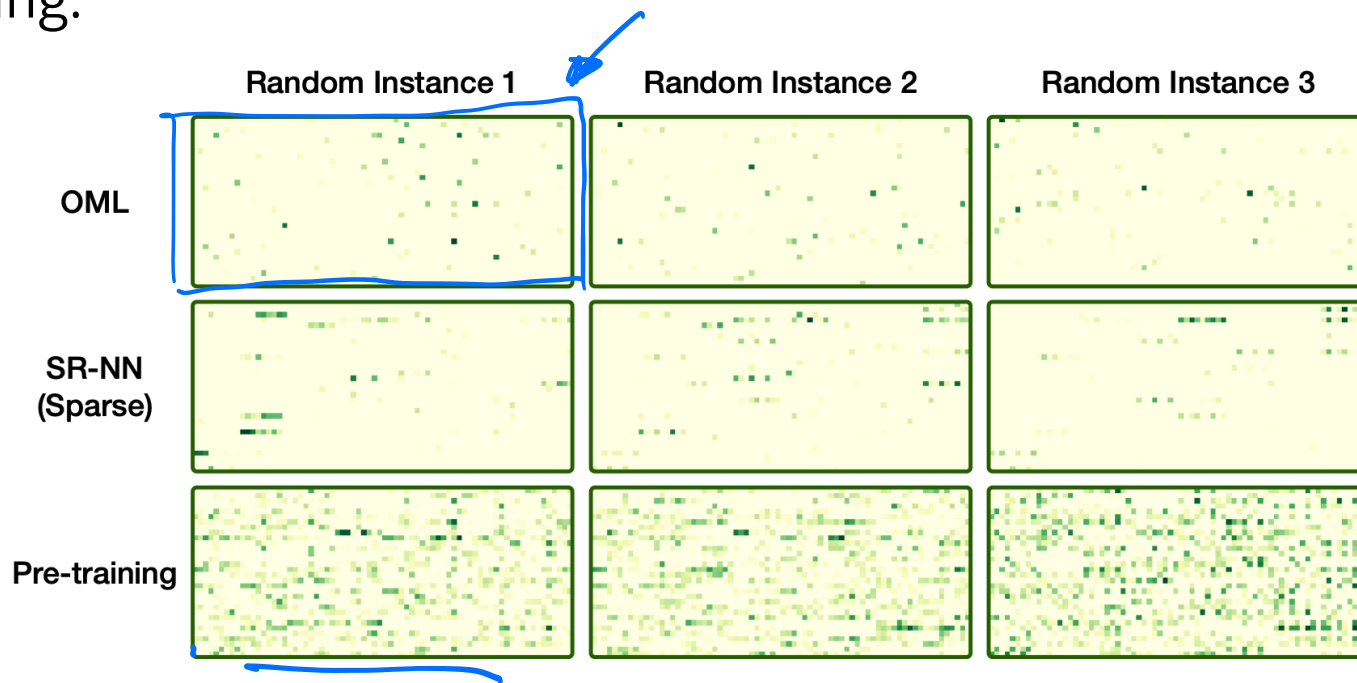 Random Instance 1
Random Instance 2
Random Instance 3
OML
SR-NN
(Sparse)
Pre-training